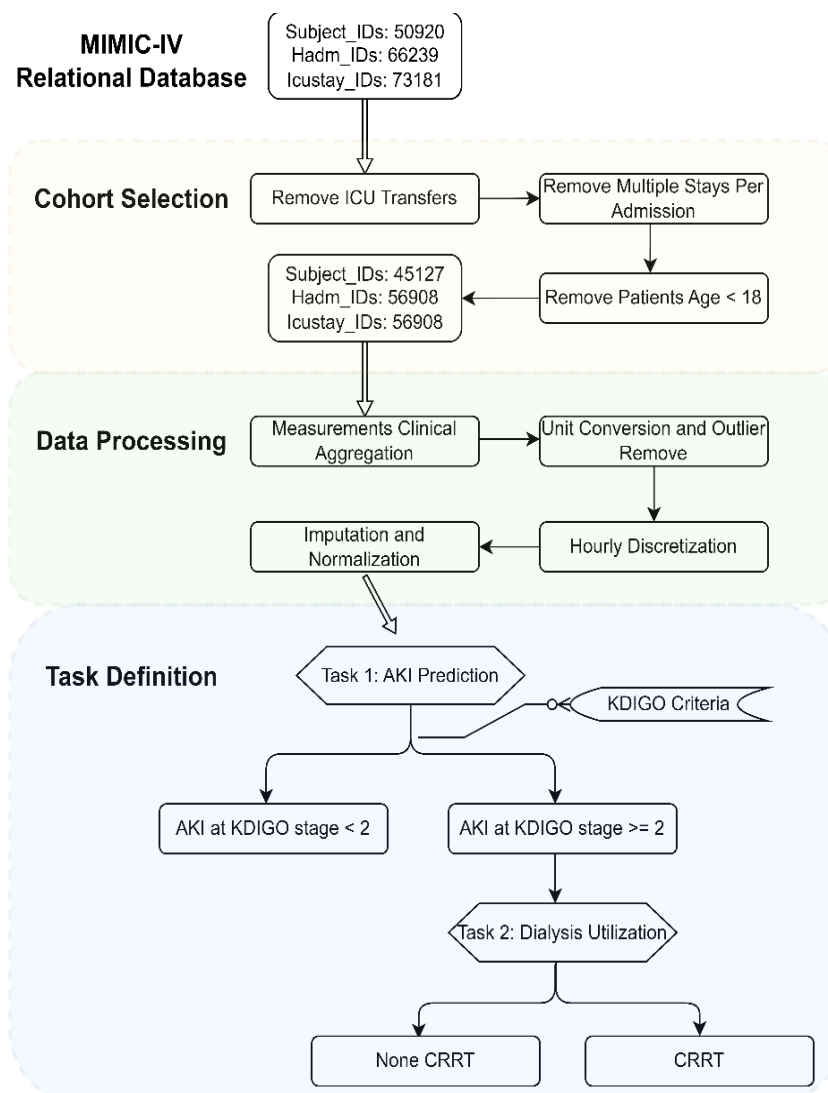 MIMIC-IV
Relational Database
Subject_IDs: 50920
Hadm_IDs: 66239
Icustay_IDs: 73181
Cohort Selection
Remove ICU Transfers
Remove Multiple Stays Per
Admission
Subject_IDs: 45127
Hadm_IDs: 56908
Icustay_IDs: 56908
Remove Patients Age < 18
Data Processing
Measurements Clinical
Aggregation
Unit Conversion and Outlier
Remove
Imputation and
Normalization
Hourly Discretization
Task Definition
Task 1: AKI Prediction
KDIGO Criteria
AKI at KDIGO stage < 2
AKI at KDIGO stage >= 2
Task 2: Dialysis Utilization
None CRRT
CRRT